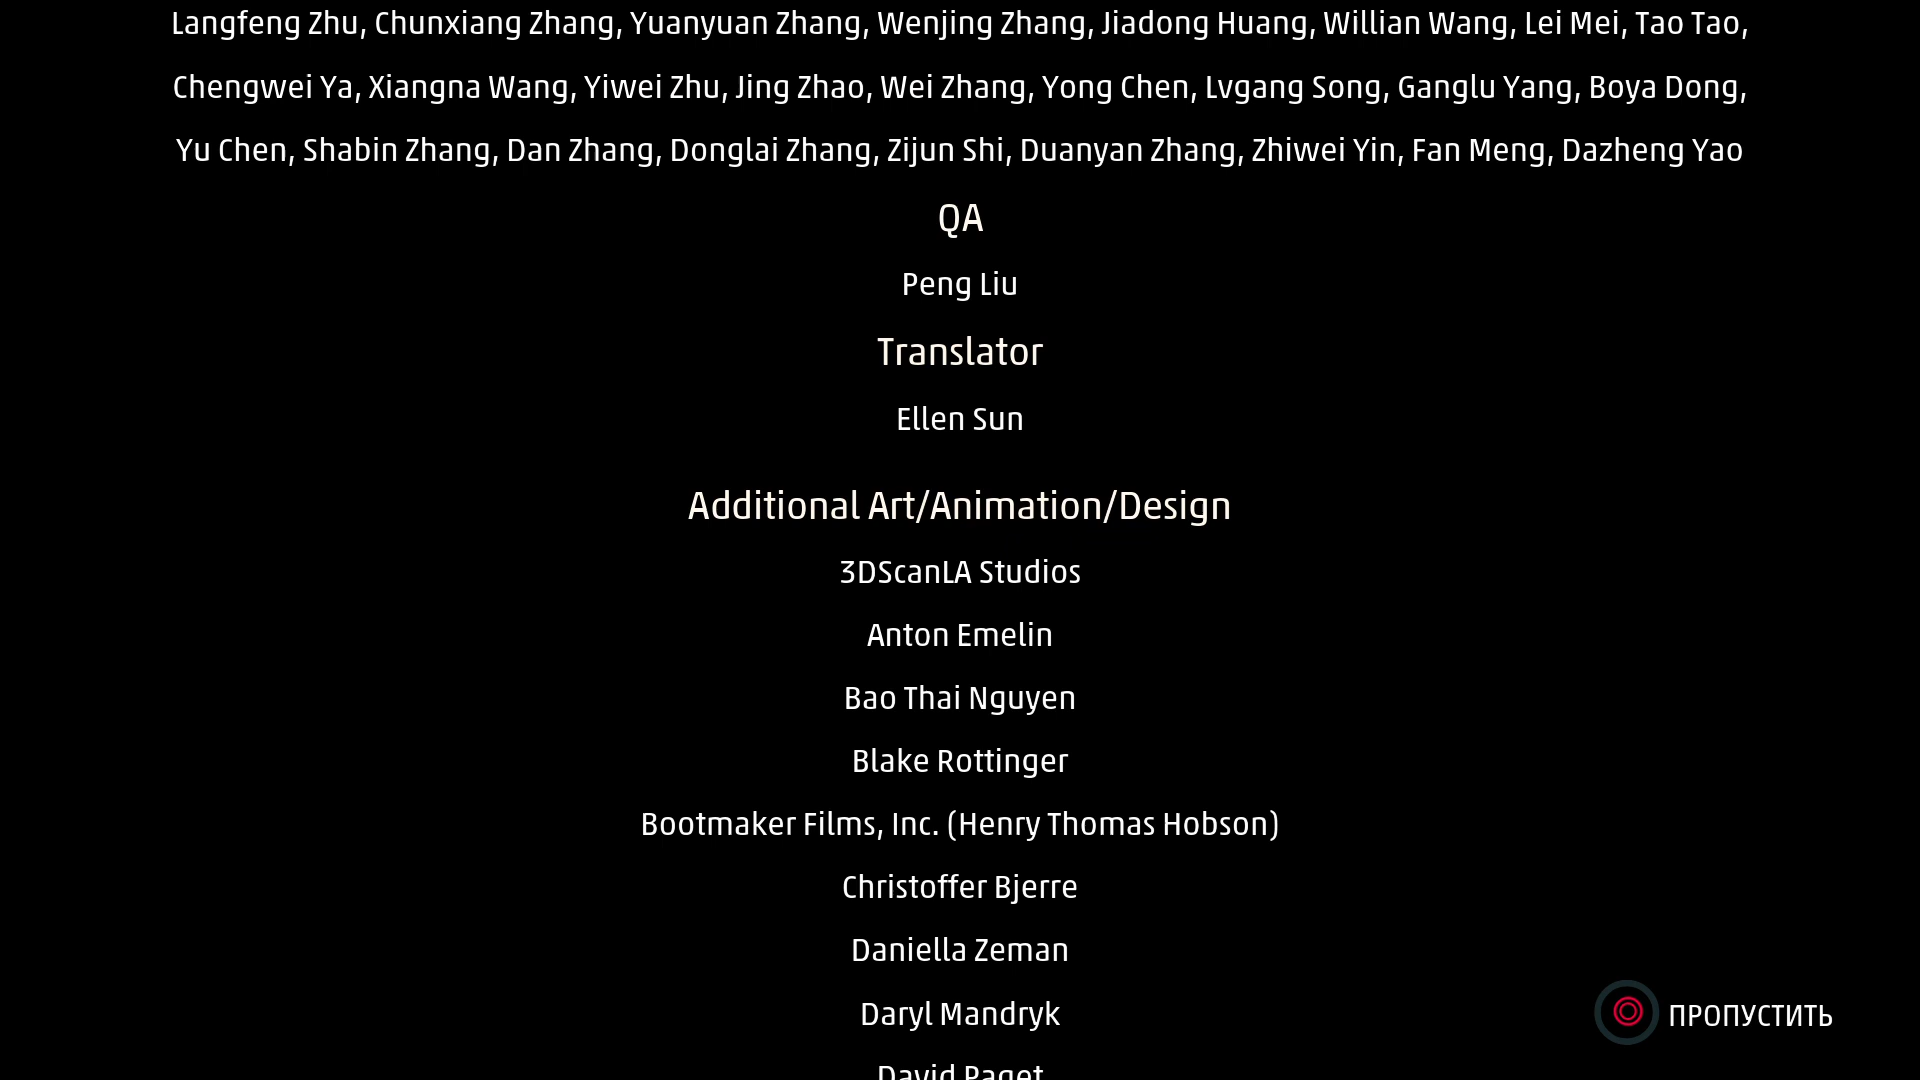 Langfeng Zhu, Chunxiang Zhang, Yuanyuan Zhang, Wenjing Zhang, Jiadong Huang, Willian Wang, Lei Mei, Tao Tao,
Chengwei Ya, Xiangna Wang, Yiwei Zhu, Jing Zhao, Wei Zhang, Yong Chen, Lvgang Song, Ganglu Yang, Boya Dong,
Yu Chen, Shabin Zhang, Dan Zhang, Donglai Zhang, Zijun Shi, Duanyan Zhang, Zhiwei Yin, Fan Meng, Dazheng Yao
QA
Peng Liu
Translator
Ellen Sun
Additional Art/Animation/Design
3DScanLA Studios
Anton Emelin
Bao Thai Nguyen
Blake Rottinger
Bootmaker Films, Inc. (Henry Thomas Hobson)
Christoffer Bjerre
Daniella Zeman
Daryl Mandryk
ПРОПУСТИТЬ
David Paget